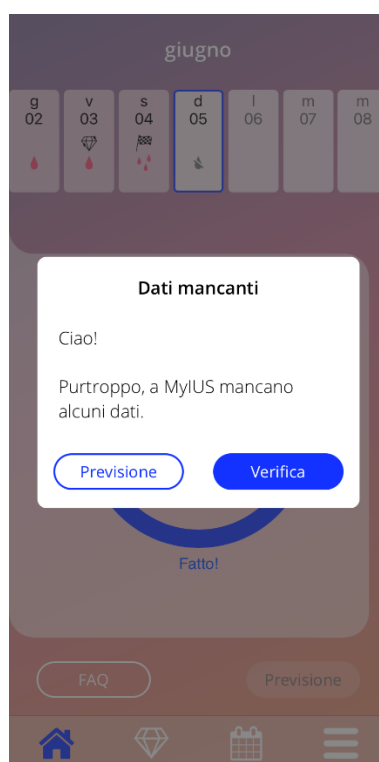 giugno
g v s d l m m
02 03 04 05 06 07 08
Dati mancanti
Ciao!
Purtroppo, a MyIUS mancano
alcuni dati.
Previsione Verifica
Fatto!
FAQ Previsione